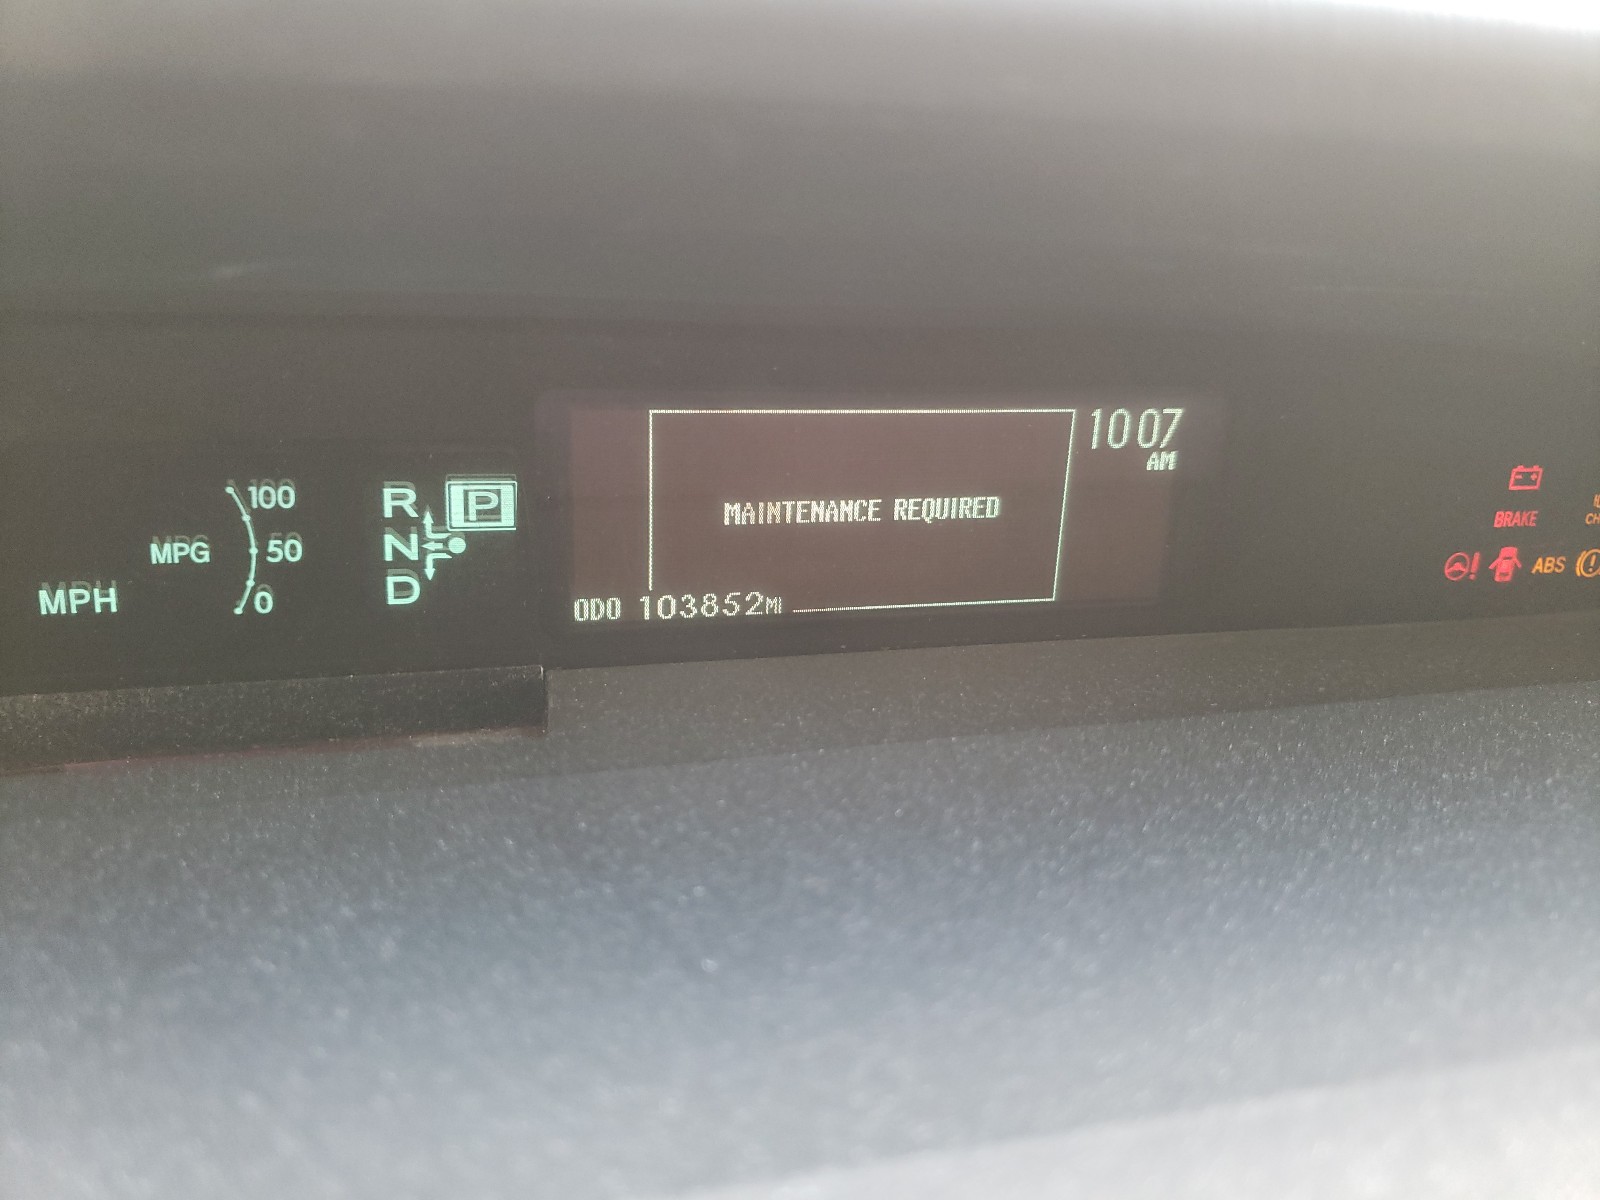 100
MPG 50
MPH 0
R P
N
D
MAINTENANCE REQUIRED
10 07
AM
ODO 103852MI
BRAKE
ABS